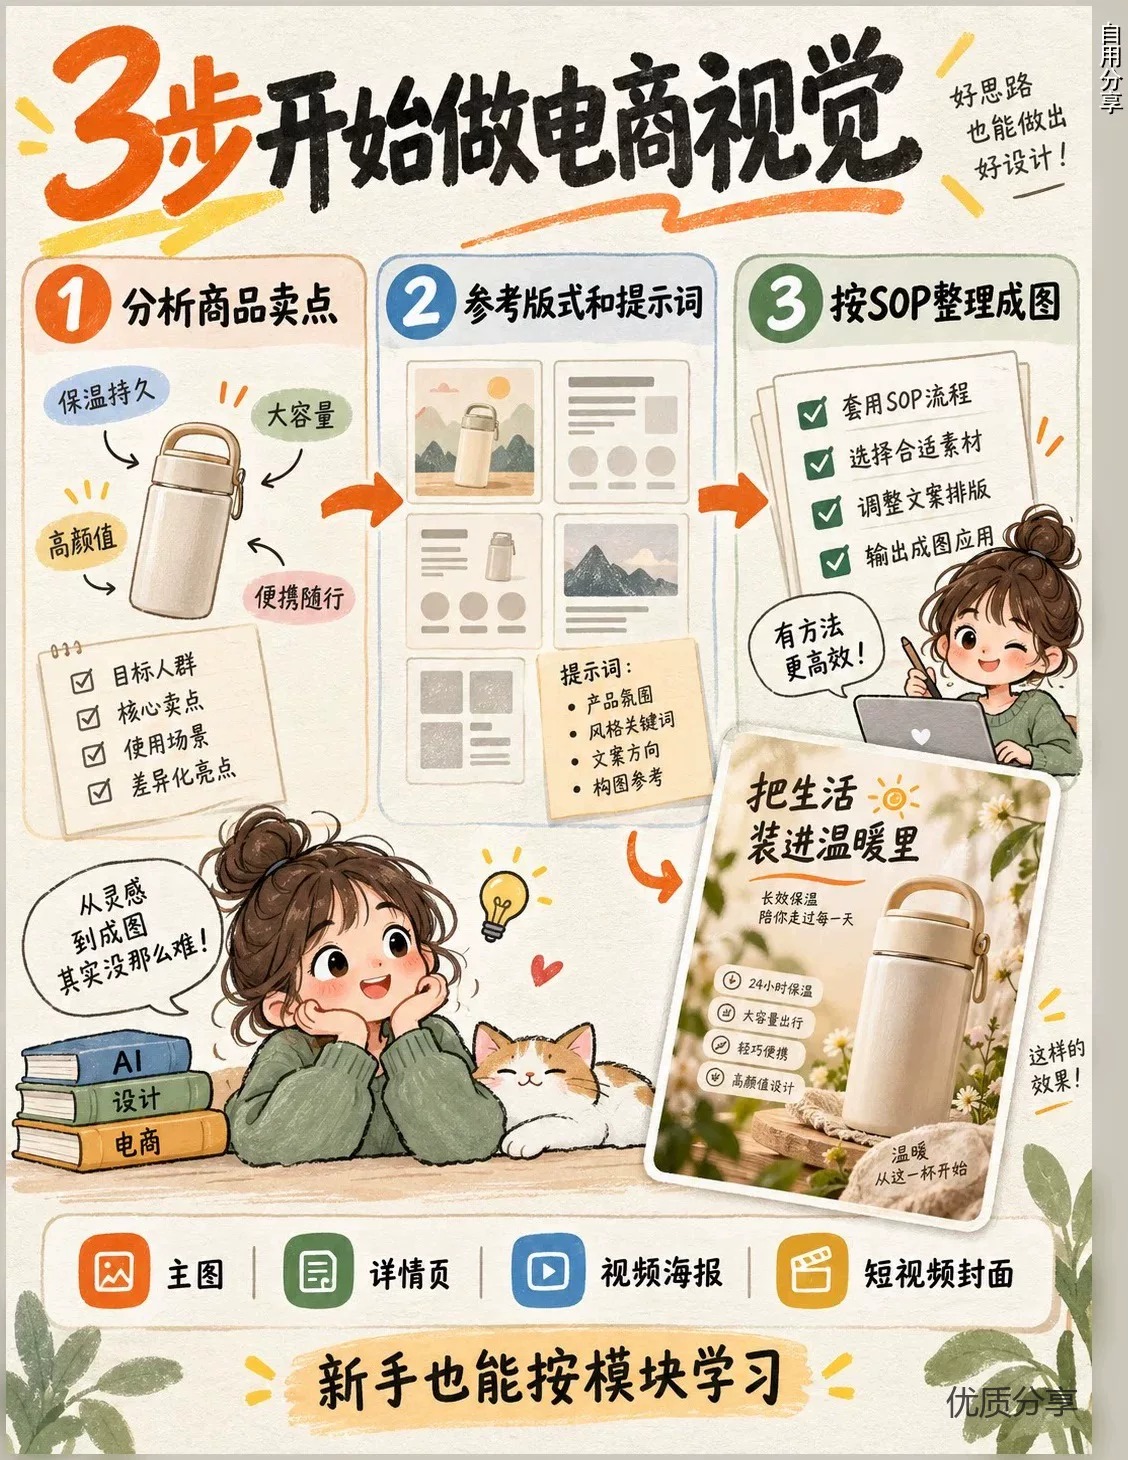 自用分享
3步开始做电商视觉
好思路
也能做出
好设计!
1 分析商品卖点
保温持久
大容量
高颜值
便携随行
目标人群
核心卖点
使用场景
差异化亮点
2 参考版式和提示词
提示词:
• 产品氛围
• 风格关键词
• 文案方向
• 构图参考
3 按SOP整理成图
套用SOP流程
选择合适素材
调整文案排版
输出成图应用
有方法
更高效!
把生活
装进温暖里
长效保温
陪你走过每一天
24小时保温
大容量出行
轻巧便携
高颜值设计
温暖
从这一杯开始
这样的
效果!
从灵感
到成图
其实没那么难!
AI
设计
电商
主图
详情页
视频海报
短视频封面
新手也能按模块学习
优质分享